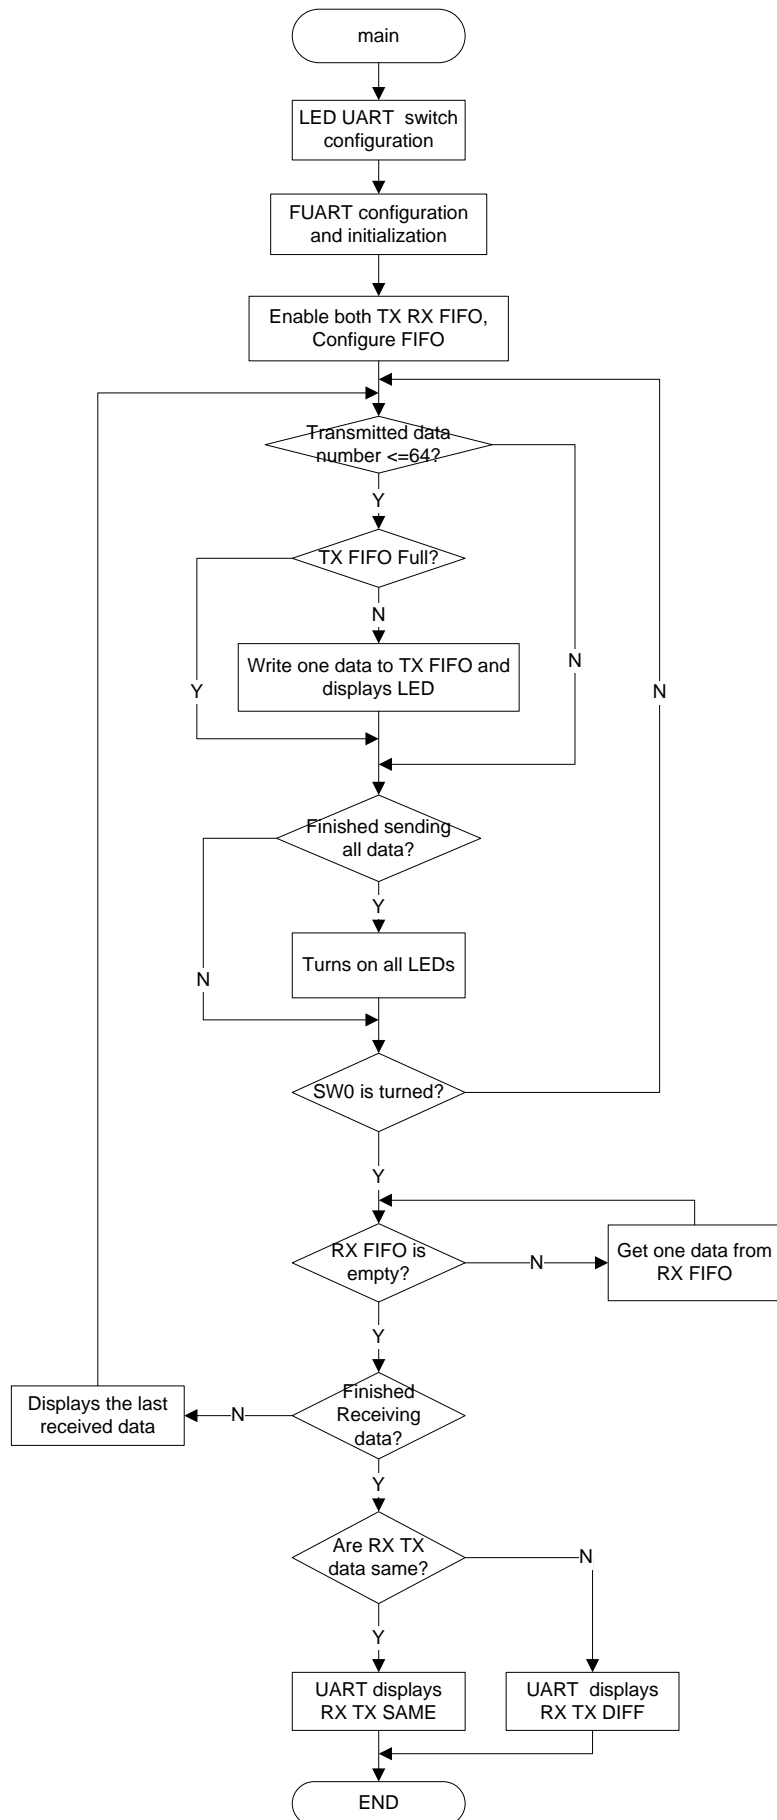 main
LED UART  switch
configuration
FUART configuration
and initialization
Enable both TX RX FIFO,
Configure FIFO
Transmitted data
number <=64?
Y
TX FIFO Full?
N
Write one data to TX FIFO and
displays LED
Y
N
N
Finished sending
all data?
Y
Turns on all LEDs
N
SW0 is turned?
Y
RX FIFO is
empty?
N
Get one data from
RX FIFO
Y
Finished
Receiving
data?
N
Displays the last
received data
Y
Are RX TX
data same?
N
Y
UART displays
RX TX SAME
UART  displays
RX TX DIFF
END